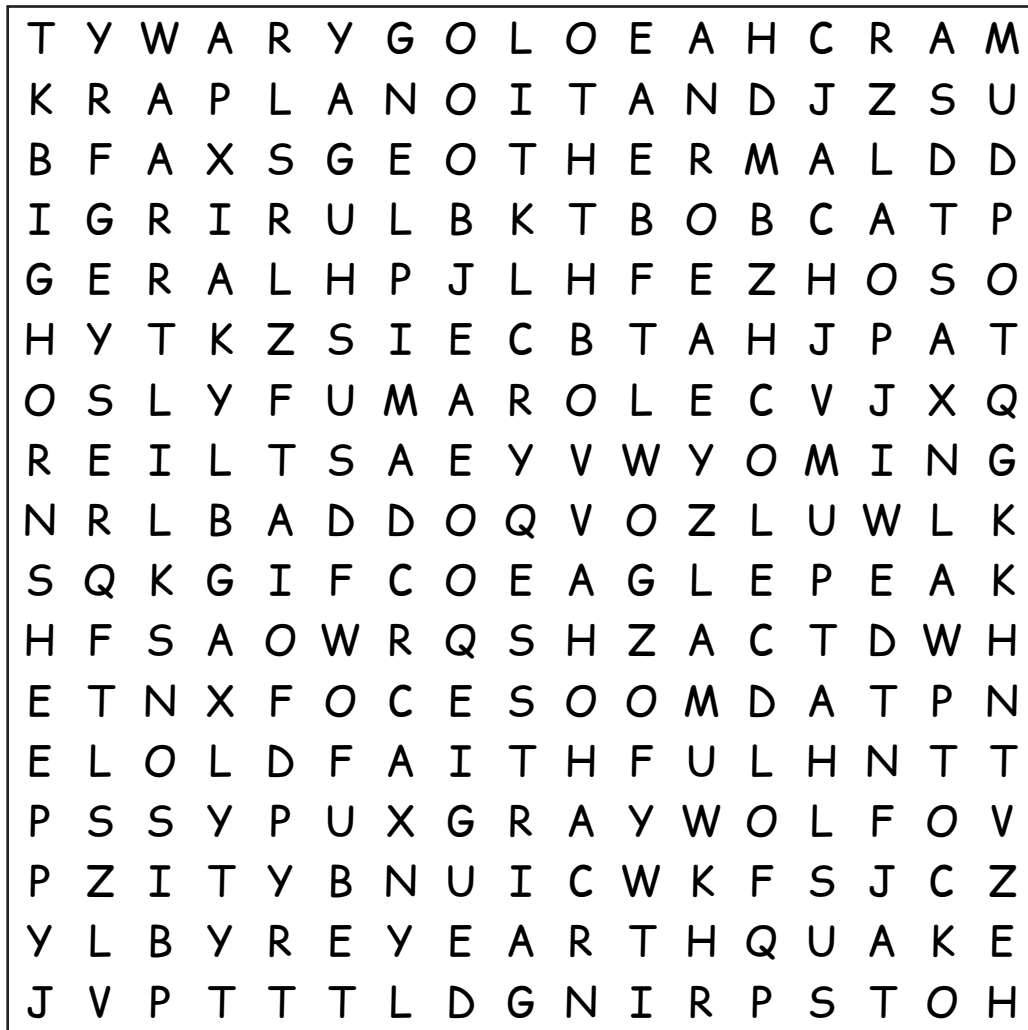 T Y W A R Y G O L O E A H C R A M
K R A P L A N O I T A N D J Z S U
B F A X S G E O T H E R M A L D D
I G R I R U L B K T B O B C A T P
G E R A L H P J L H F E Z H O S O
H Y T K Z S I E C B T A H J P A T
O S L Y F U M A R O L E C V J X Q
R E I L T S A E Y V W Y O M I N G
N R L B A D D O Q V O Z L U W L K
S Q K G I F C O E A G L E P E A K
H F S A O W R Q S H Z A C T D W H
E T N X F O C E S O O M D A T P N
E L O L D F A I T H F U L H N T T
P S S Y P U X G R A Y W O L F O V
P Z I T Y B N U I C W K F S J C Z
Y L B Y R E Y E A R T H Q U A K E
J V P T T T L D G N I R P S T O H